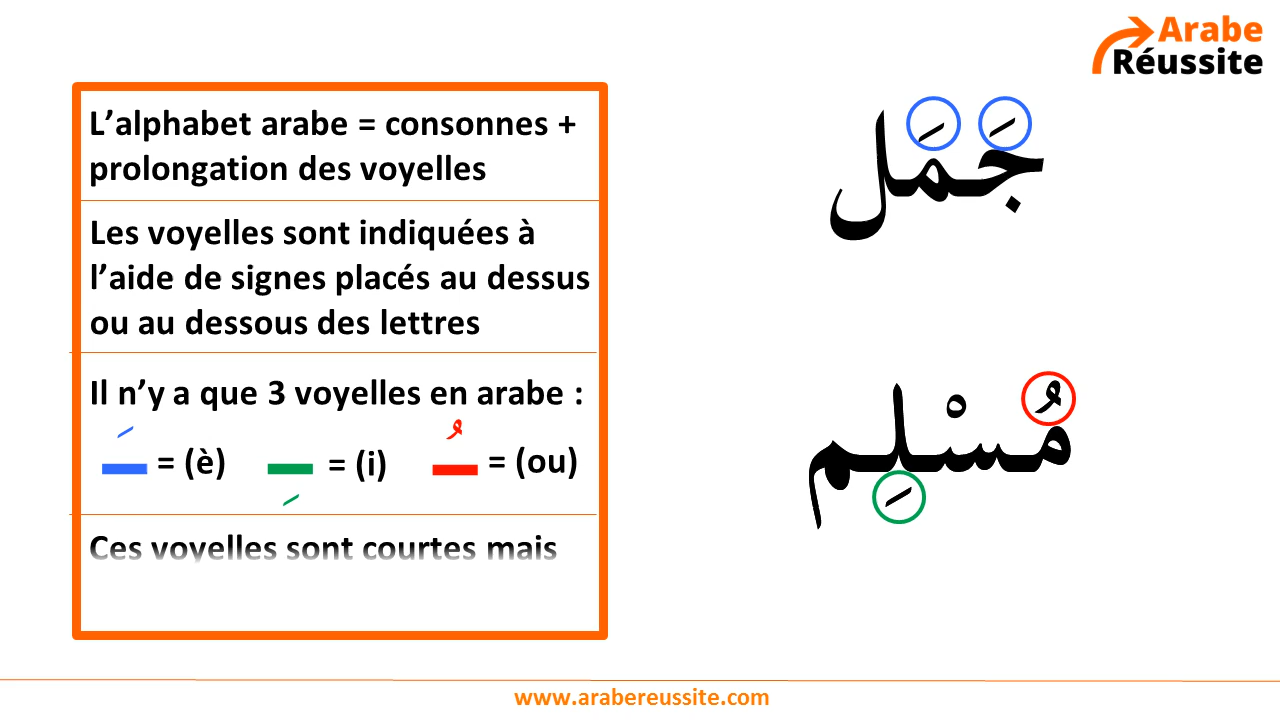 Arabe
Réussite
L’alphabet arabe = consonnes +
prolongation des voyelles
Les voyelles sont indiquées à
l’aide de signes placés au dessus
ou au dessous des lettres
Il n’y a que 3 voyelles en arabe :
َ = (è) ِ = (i) ُ = (ou)
Ces voyelles sont courtes mais
جَمَل
مُسْلِم
www.arabereussite.com